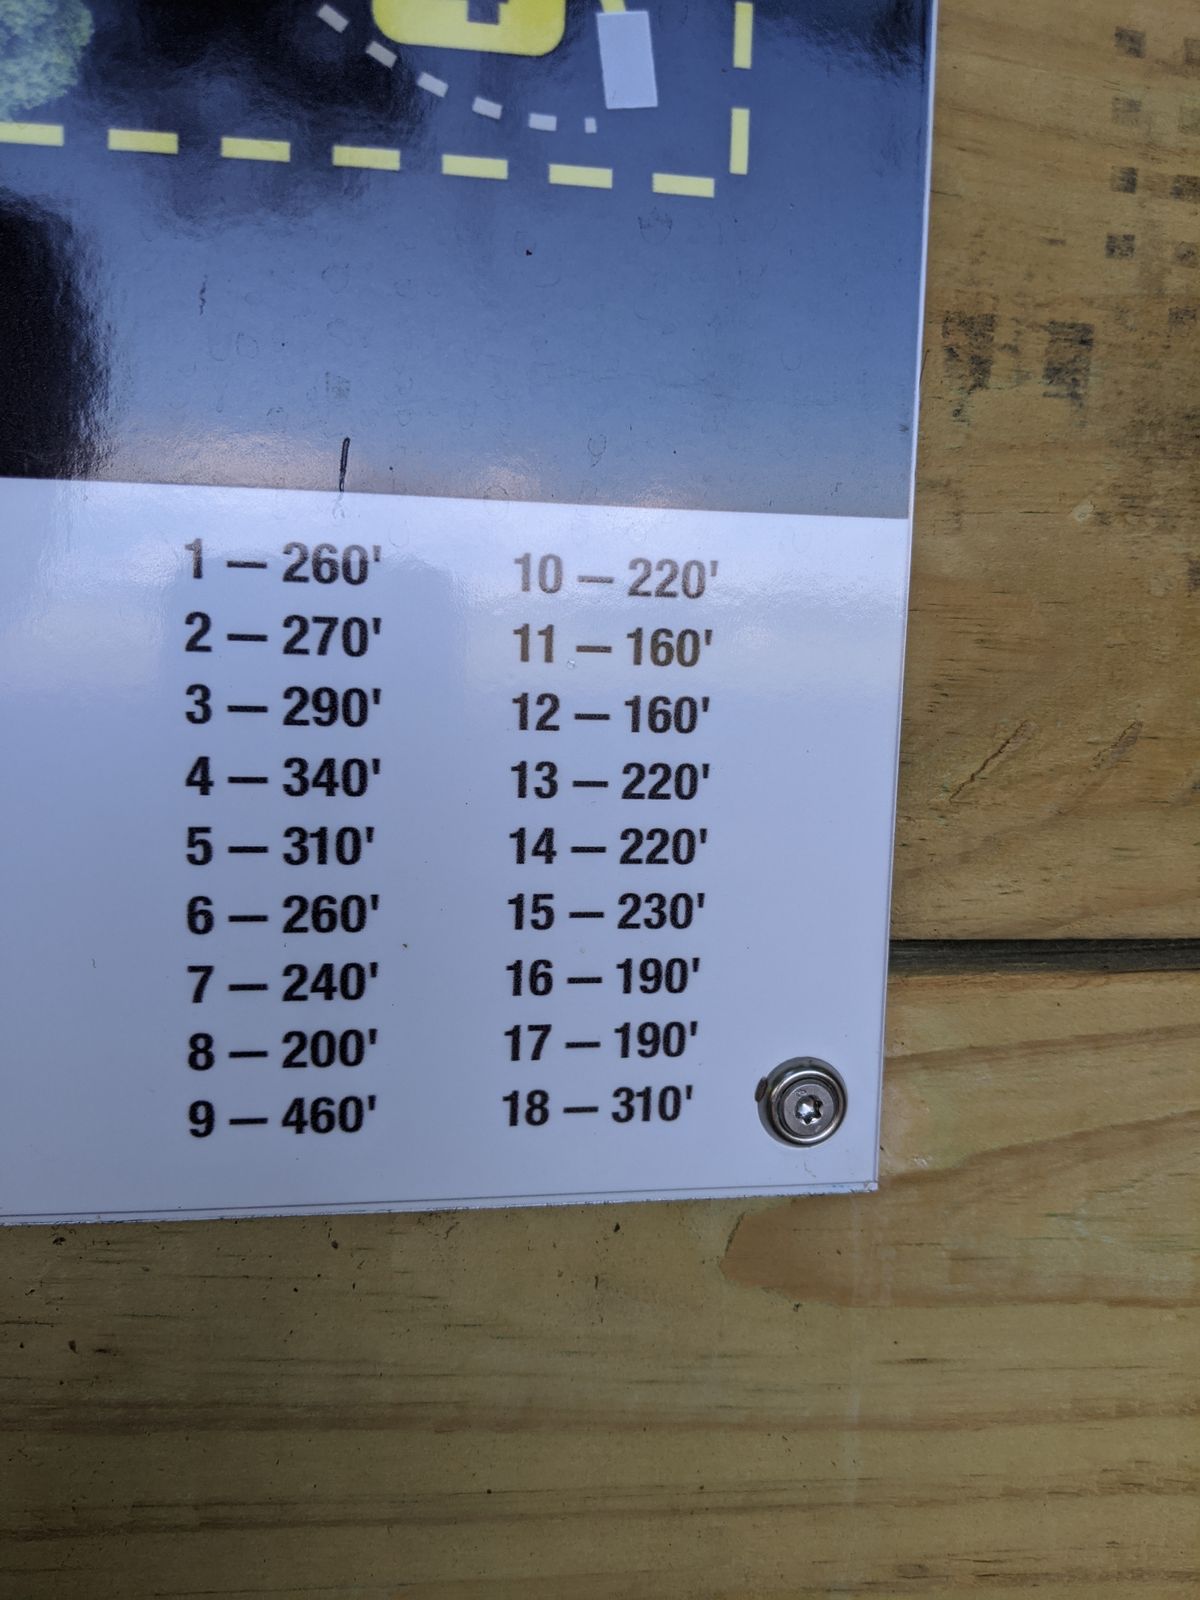 1 — 260'
2 — 270'
3 — 290'
4 — 340'
5 — 310'
6 — 260'
7 — 240'
8 — 200'
9 — 460'
10 — 220'
11 — 160'
12 — 160'
13 — 220'
14 — 220'
15 — 230'
16 — 190'
17 — 190'
18 — 310'